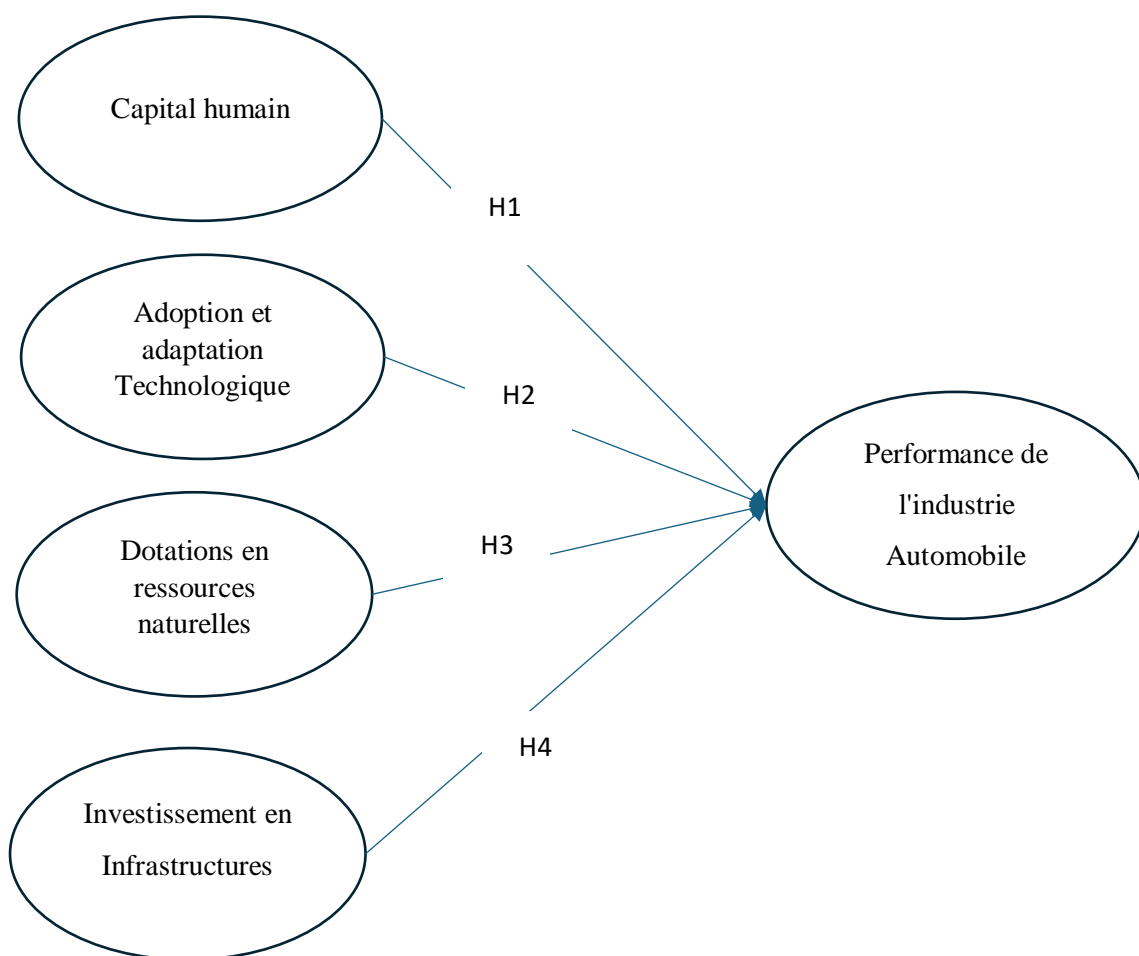 Capital humain
H1
Adoption et
adaptation
Technologique
H2
Dotations en
ressources
naturelles
H3
Investissement en
Infrastructures
H4
Performance de
l'industrie
Automobile